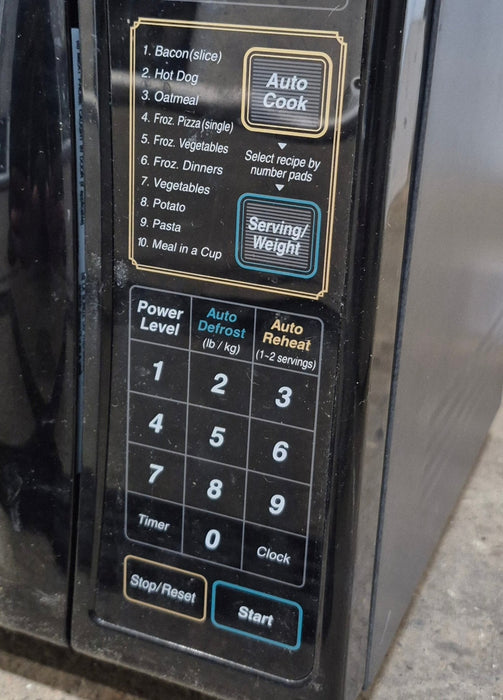 1. Bacon(slice)
2. Hot Dog
3. Oatmeal
4. Froz. Pizza(single)
5. Froz. Vegetables
6. Froz. Dinners
7. Vegetables
8. Potato
9. Pasta
10. Meal in a Cup
Auto
Cook
Select recipe by
number pads
Serving/
Weight
Power
Level
Auto
Defrost
(lb / kg)
Auto
Reheat
(1~2 servings)
1 2 3
4 5 6
7 8 9
Timer 0 Clock
Stop/Reset Start